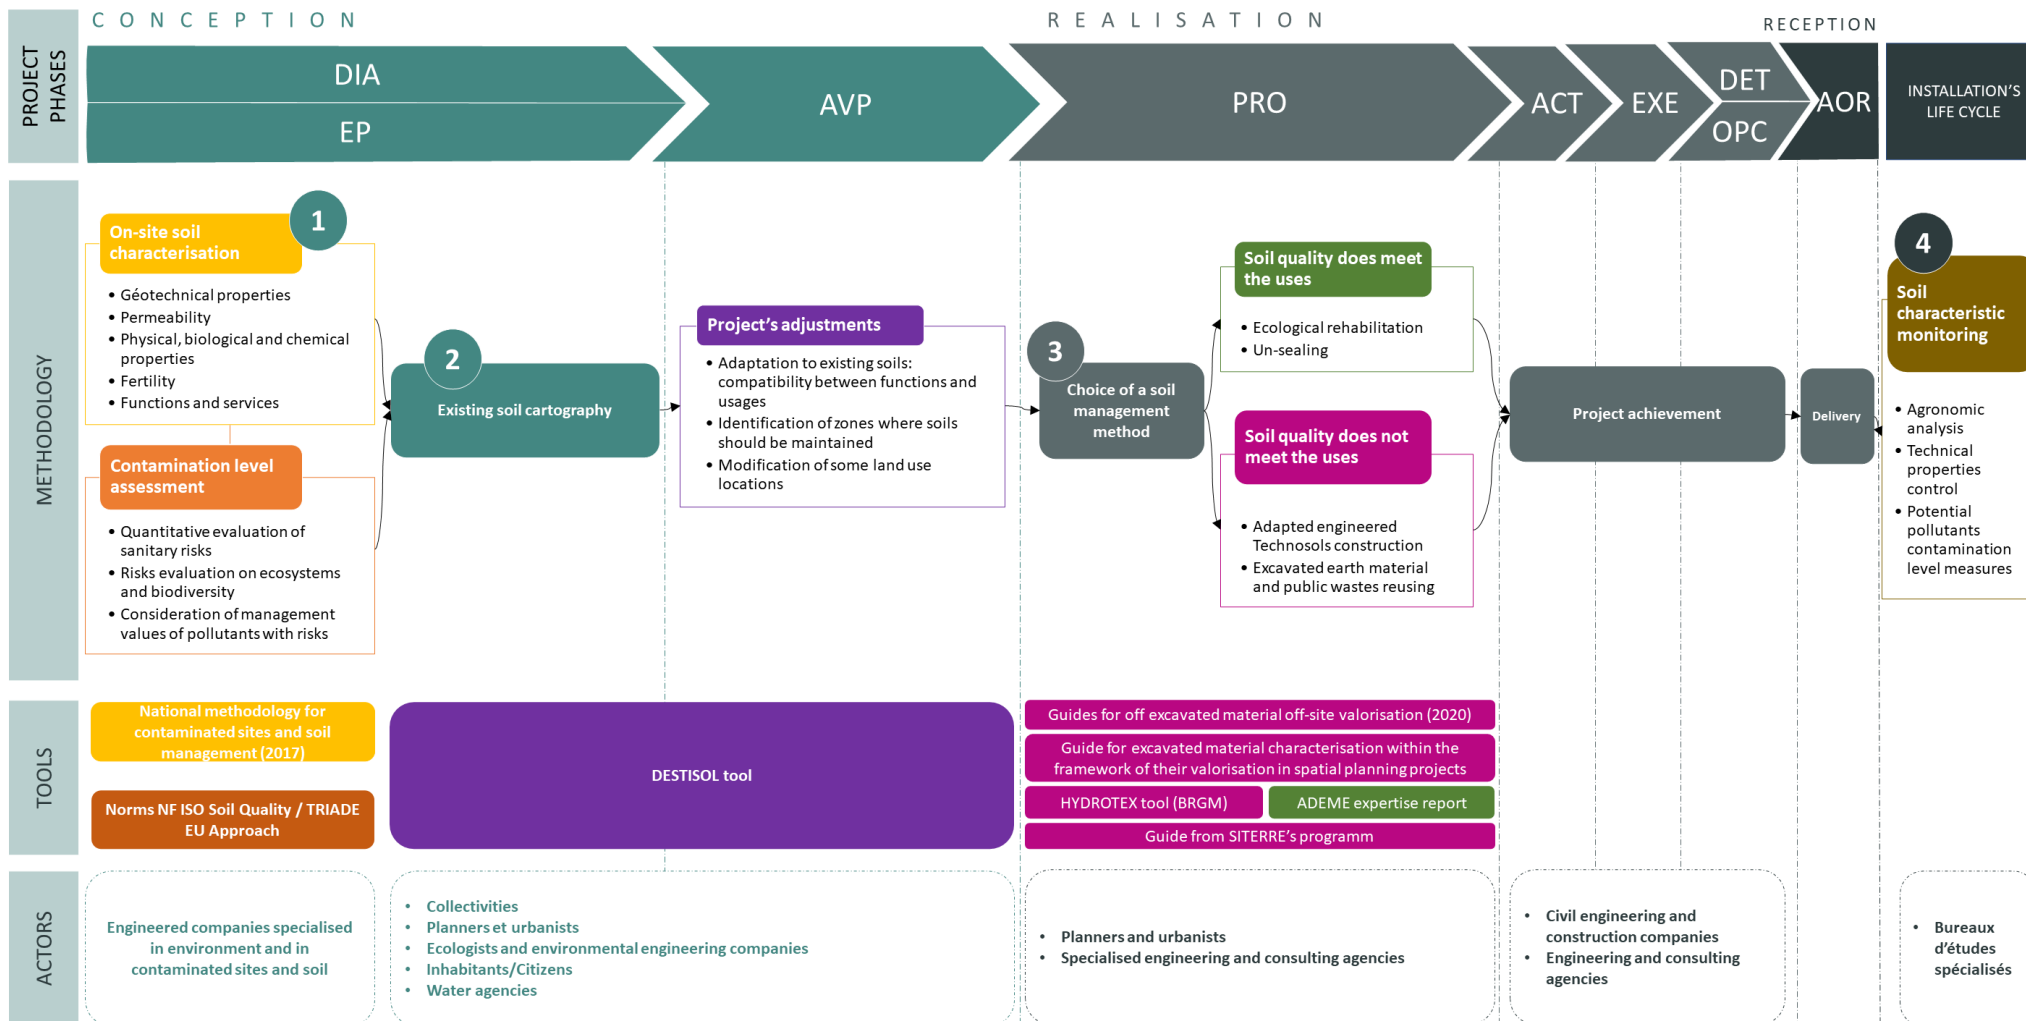 CONCEPTION
REALISATION
RECEPTION
PROJECT
PHASES
DIA
EP
AVP
PRO
ACT
EXE
DET
OPC
AOR
INSTALLATION'S
LIFE CYCLE
METHODOLOGY
1
On-site soil
characterisation
• Géotechnical properties
• Permeability
• Physical, biological and chemical
properties
• Fertility
• Functions and services
Contamination level
assessment
• Quantitative evaluation of
sanitary risks
• Risks evaluation on ecosystems
and biodiversity
• Consideration of management
values of pollutants with risks
2
Existing soil cartography
Project's adjustments
• Adaptation to existing soils:
compatibility between functions and
usages
• Identification of zones where soils
should be maintained
• Modification of some land use
locations
3
Choice of a soil
management
method
Soil quality does meet
the uses
• Ecological rehabilitation
• Un-sealing
Soil quality does not
meet the uses
• Adapted engineered
Technosols construction
• Excavated earth material
and public wastes reusing
Project achievement
Delivery
4
Soil
characteristic
monitoring
• Agronomic
analysis
• Technical
properties
control
• Potential
pollutants
contamination
level measures
TOOLS
National methodology for
contaminated sites and soil
management (2017)
Norms NF ISO Soil Quality / TRIADE
EU Approach
DESTISOL tool
Guides for off excavated material off-site valorisation (2020)
Guide for excavated material characterisation within the
framework of their valorisation in spatial planning projects
HYDROTEX tool (BRGM)
ADEME expertise report
Guide from SITERRE's programm
ACTORS
Engineered companies specialised
in environment and in
contaminated sites and soil
• Collectivities
• Planners et urbanists
• Ecologists and environmental engineering companies
• Inhabitants/Citizens
• Water agencies
• Planners and urbanists
• Specialised engineering and consulting agencies
• Civil engineering and
construction companies
• Engineering and consulting
agencies
• Bureaux
d'études
spécialisés